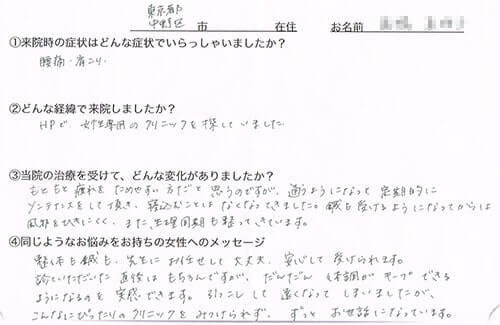 東京都
中野区 市 在住 お名前
①来院時の症状はどんな症状でいらっしゃいましたか？
腰痛・肩こり
②どんな経緯で来院しましたか？
HPで、女性専用のクリニックを探していました
③当院の治療を受けて、どんな変化がありましたか？
もともと疲れをためやすい方だと思うのですが、通うようになって定期的に
メンテナンスをして頂き、寝込むことはなくなってきました。鍼も受けるようになってからは
風邪をひきにくく、また、生理周期も整ってきています。
④同じようなお悩みをお持ちの女性へのメッセージ
整体も鍼も、先生にお任せして大丈夫、安心して受けられます。
診ていただいた直後はもちろんですが、だんだん体調がキープできる
ようになるのを実感できます。引っこして遠くなってしまいましたが、
こんなにぴったりのクリニックをみつけられず、ずっとお世話になっています。